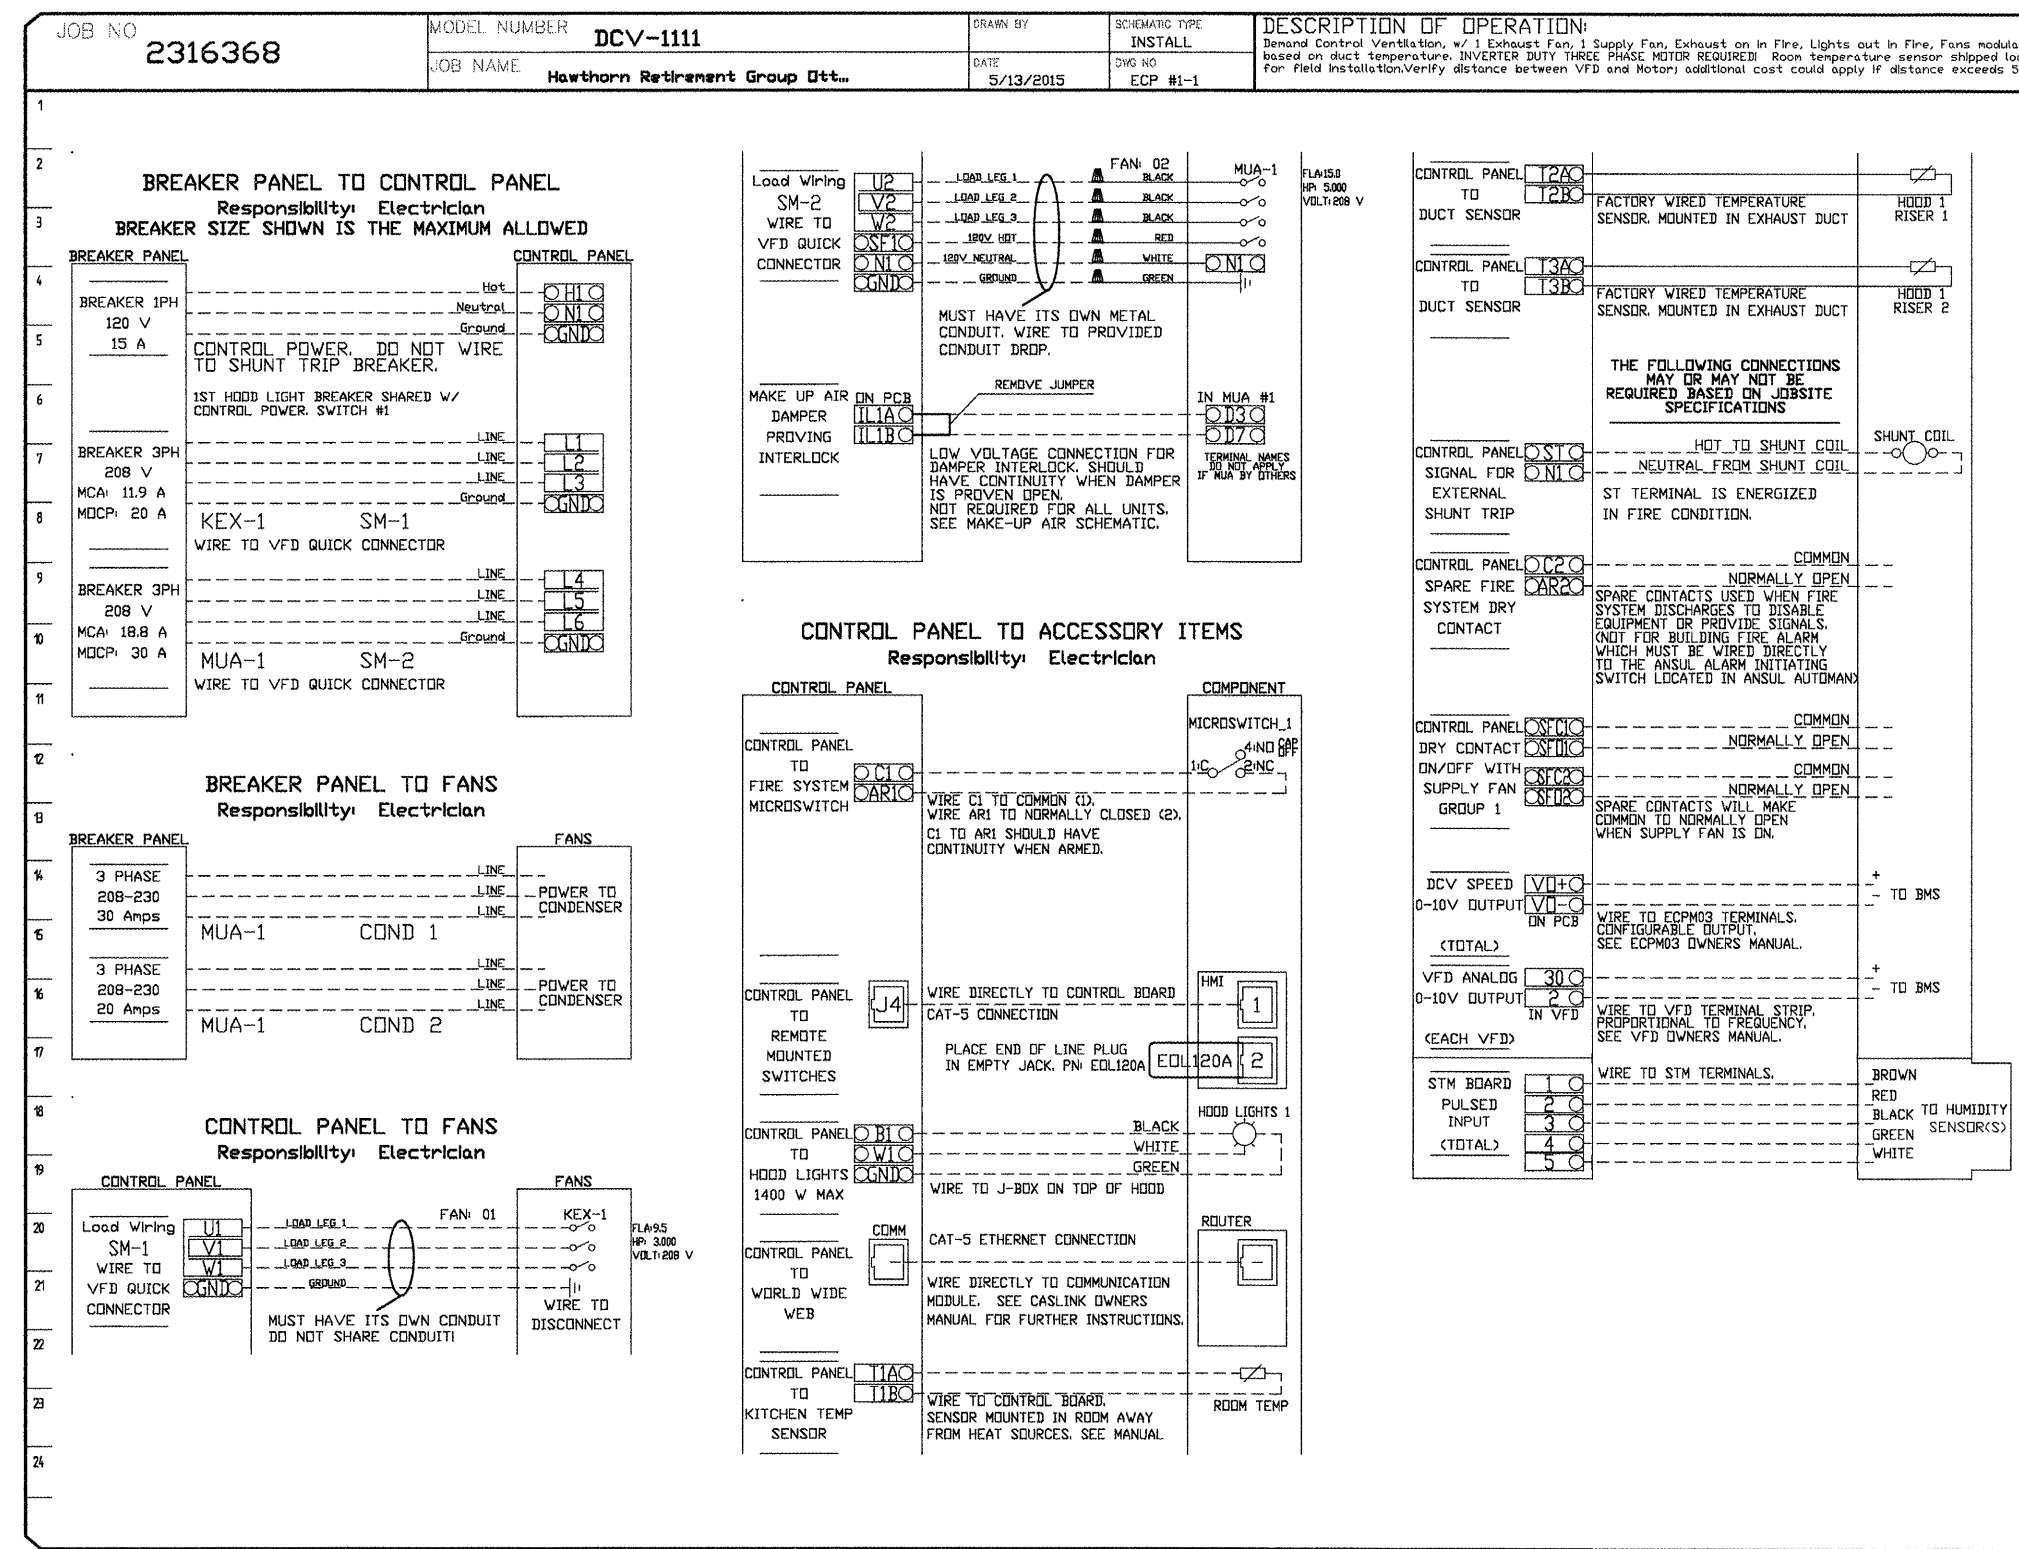 JOB NO
2316368
MODEL NUMBER
DCV-1111
JOB NAME
Hawthorn Retirement Group Ott...
DRAWN BY
DATE
5/13/2015
SCHEMATIC TYPE
INSTALL
DWG NO
ECP #1-1
DESCRIPTION OF OPERATION:
Demand Control Ventilation, w/ 1 Exhaust Fan, 1 Supply Fan, Exhaust on in Fire, Lights out in Fire, Fans modula
based on duct temperature. INVERTER DUTY THREE PHASE MOTOR REQUIRED! Room temperature sensor shipped loo
for field installation.Verify distance between VFD and Motor; additional cost could apply if distance exceeds 5
1
2
3
4
5
6
7
8
9
10
11
12
13
14
15
16
17
18
19
20
21
22
23
24
BREAKER PANEL TO CONTROL PANEL
Responsibility: Electrician
BREAKER SIZE SHOWN IS THE MAXIMUM ALLOWED
BREAKER PANEL
CONTROL PANEL
BREAKER 1PH
120 V
15 A
Hot
H1
Neutral
N1
Ground
GND
CONTROL POWER. DO NOT WIRE
TO SHUNT TRIP BREAKER.
1ST HOOD LIGHT BREAKER SHARED W/
CONTROL POWER. SWITCH #1
BREAKER 3PH
208 V
MCA: 11.9 A
MOCP: 20 A
LINE
L1
LINE
L2
LINE
L3
Ground
GND
KEX-1 SM-1
WIRE TO VFD QUICK CONNECTOR
BREAKER 3PH
208 V
MCA: 18.8 A
MOCP: 30 A
LINE
L4
LINE
L5
LINE
L6
Ground
GND
MUA-1 SM-2
WIRE TO VFD QUICK CONNECTOR
BREAKER PANEL TO FANS
Responsibility: Electrician
BREAKER PANEL
FANS
3 PHASE
208-230
30 Amps
LINE
LINE
LINE
POWER TO
CONDENSER
MUA-1 COND 1
3 PHASE
208-230
20 Amps
LINE
LINE
LINE
POWER TO
CONDENSER
MUA-1 COND 2
CONTROL PANEL TO FANS
Responsibility: Electrician
CONTROL PANEL
FANS
Load Wiring
SM-1
WIRE TO
VFD QUICK
CONNECTOR
U1
V1
W1
GND
LOAD LEG 1
LOAD LEG 2
LOAD LEG 3
GROUND
FAN: 01
KEX-1
FLA:9.5
HP: 3.000
VOLT: 208 V
WIRE TO
DISCONNECT
MUST HAVE ITS OWN CONDUIT
DO NOT SHARE CONDUIT!
Load Wiring
SM-2
WIRE TO
VFD QUICK
CONNECTOR
U2
V2
W2
SF1
N1
GND
LOAD LEG 1
LOAD LEG 2
LOAD LEG 3
120V HOT
120V NEUTRAL
GROUND
FAN: 02
BLACK
BLACK
BLACK
RED
WHITE
GREEN
MUA-1
N1
FLA:15.0
HP: 5.000
VOLT: 208 V
MUST HAVE ITS OWN METAL
CONDUIT. WIRE TO PROVIDED
CONDUIT DROP.
MAKE UP AIR
DAMPER
PROVING
INTERLOCK
ON PCB
IL1A
IL1B
REMOVE JUMPER
IN MUA #1
D3
D7
TERMINAL NAMES
DO NOT APPLY
IF MUA BY OTHERS
LOW VOLTAGE CONNECTION FOR
DAMPER INTERLOCK. SHOULD
HAVE CONTINUITY WHEN DAMPER
IS PROVEN OPEN.
NOT REQUIRED FOR ALL UNITS.
SEE MAKE-UP AIR SCHEMATIC.
CONTROL PANEL TO ACCESSORY ITEMS
Responsibility: Electrician
CONTROL PANEL
COMPONENT
CONTROL PANEL
TO
FIRE SYSTEM
MICROSWITCH
C1
AR1
MICROSWITCH_1
4:NO CAP OFF
1:C
2:NC
WIRE C1 TO COMMON (1).
WIRE AR1 TO NORMALLY CLOSED (2).
C1 TO AR1 SHOULD HAVE
CONTINUITY WHEN ARMED.
CONTROL PANEL
TO
REMOTE
MOUNTED
SWITCHES
J4
WIRE DIRECTLY TO CONTROL BOARD
CAT-5 CONNECTION
HMI
1
PLACE END OF LINE PLUG
IN EMPTY JACK. PN: EOL120A
EOL120A
2
CONTROL PANEL
TO
HOOD LIGHTS
1400 W MAX
B1
W1
GND
BLACK
WHITE
GREEN
HOOD LIGHTS 1
WIRE TO J-BOX ON TOP OF HOOD
CONTROL PANEL
TO
WORLD WIDE
WEB
COMM
CAT-5 ETHERNET CONNECTION
ROUTER
WIRE DIRECTLY TO COMMUNICATION
MODULE. SEE CASLINK OWNERS
MANUAL FOR FURTHER INSTRUCTIONS.
CONTROL PANEL
TO
KITCHEN TEMP
SENSOR
T1A
T1B
WIRE TO CONTROL BOARD.
SENSOR MOUNTED IN ROOM AWAY
FROM HEAT SOURCES. SEE MANUAL
ROOM TEMP
CONTROL PANEL
TO
DUCT SENSOR
T2A
T2B
FACTORY WIRED TEMPERATURE
SENSOR. MOUNTED IN EXHAUST DUCT
HOOD 1
RISER 1
CONTROL PANEL
TO
DUCT SENSOR
T3A
T3B
FACTORY WIRED TEMPERATURE
SENSOR. MOUNTED IN EXHAUST DUCT
HOOD 1
RISER 2
THE FOLLOWING CONNECTIONS
MAY OR MAY NOT BE
REQUIRED BASED ON JOBSITE
SPECIFICATIONS
CONTROL PANEL
SIGNAL FOR
EXTERNAL
SHUNT TRIP
ST
N1
HOT TO SHUNT COIL
NEUTRAL FROM SHUNT COIL
SHUNT COIL
ST TERMINAL IS ENERGIZED
IN FIRE CONDITION.
CONTROL PANEL
SPARE FIRE
SYSTEM DRY
CONTACT
C2
AR2
COMMON
NORMALLY OPEN
SPARE CONTACTS USED WHEN FIRE
SYSTEM DISCHARGES TO DISABLE
EQUIPMENT OR PROVIDE SIGNALS.
(NOT FOR BUILDING FIRE ALARM
WHICH MUST BE WIRED DIRECTLY
TO THE ANSUL ALARM INITIATING
SWITCH LOCATED IN ANSUL AUTOMAN)
CONTROL PANEL
DRY CONTACT
ON/OFF WITH
SUPPLY FAN
GROUP 1
SFC1
SFO1
SFC2
SFO2
COMMON
NORMALLY OPEN
COMMON
NORMALLY OPEN
SPARE CONTACTS WILL MAKE
COMMON TO NORMALLY OPEN
WHEN SUPPLY FAN IS ON.
DCV SPEED
0-10V OUTPUT
(TOTAL)
VO+
VO-
ON PCB
+
- TO BMS
WIRE TO ECPM03 TERMINALS.
CONFIGURABLE OUTPUT.
SEE ECPM03 OWNERS MANUAL.
VFD ANALOG
0-10V OUTPUT
(EACH VFD)
30
2
IN VFD
+
- TO BMS
WIRE TO VFD TERMINAL STRIP.
PROPORTIONAL TO FREQUENCY.
SEE VFD OWNERS MANUAL.
STM BOARD
PULSED
INPUT
(TOTAL)
1
2
3
4
5
WIRE TO STM TERMINALS.
BROWN
RED
BLACK
GREEN
WHITE
TO HUMIDITY
SENSOR(S)